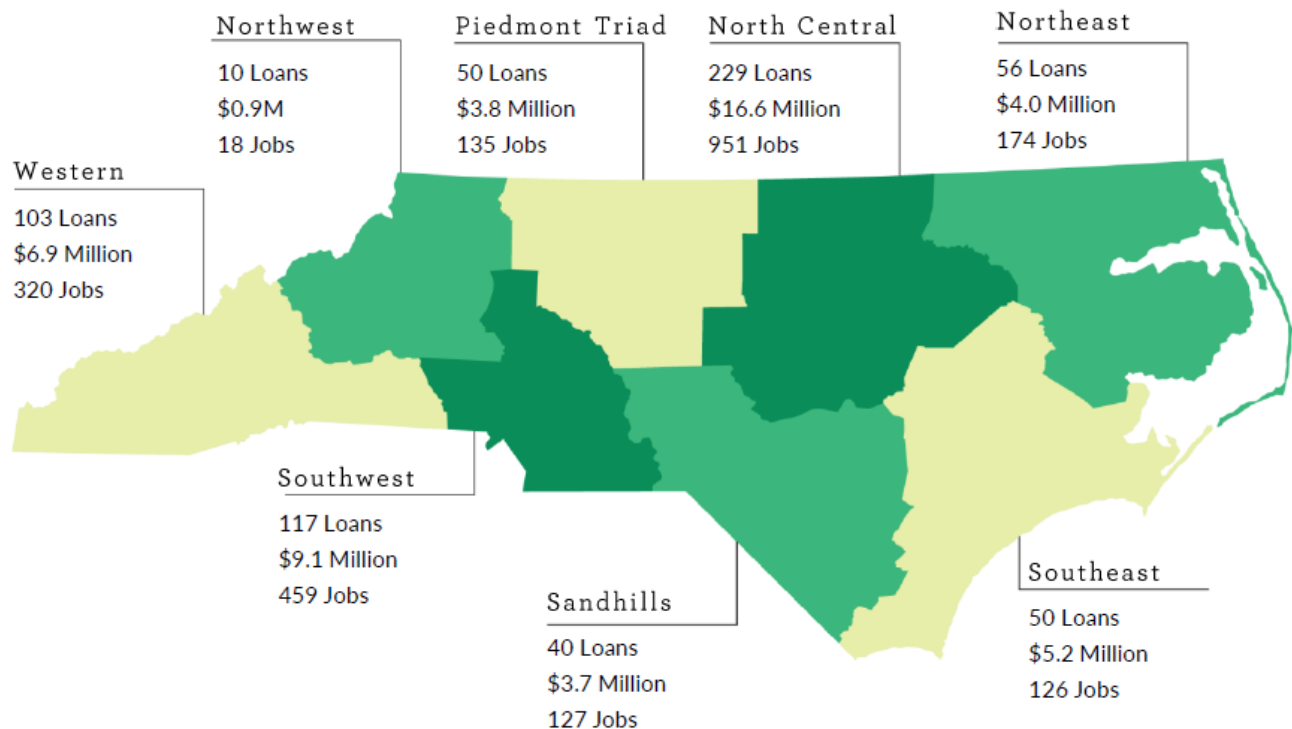 Northwest
10 Loans
$0.9M
18 Jobs
Piedmont Triad
50 Loans
$3.8 Million
135 Jobs
North Central
229 Loans
$16.6 Million
951 Jobs
Northeast
56 Loans
$4.0 Million
174 Jobs
Western
103 Loans
$6.9 Million
320 Jobs
Southwest
117 Loans
$9.1 Million
459 Jobs
Sandhills
40 Loans
$3.7 Million
127 Jobs
Southeast
50 Loans
$5.2 Million
126 Jobs